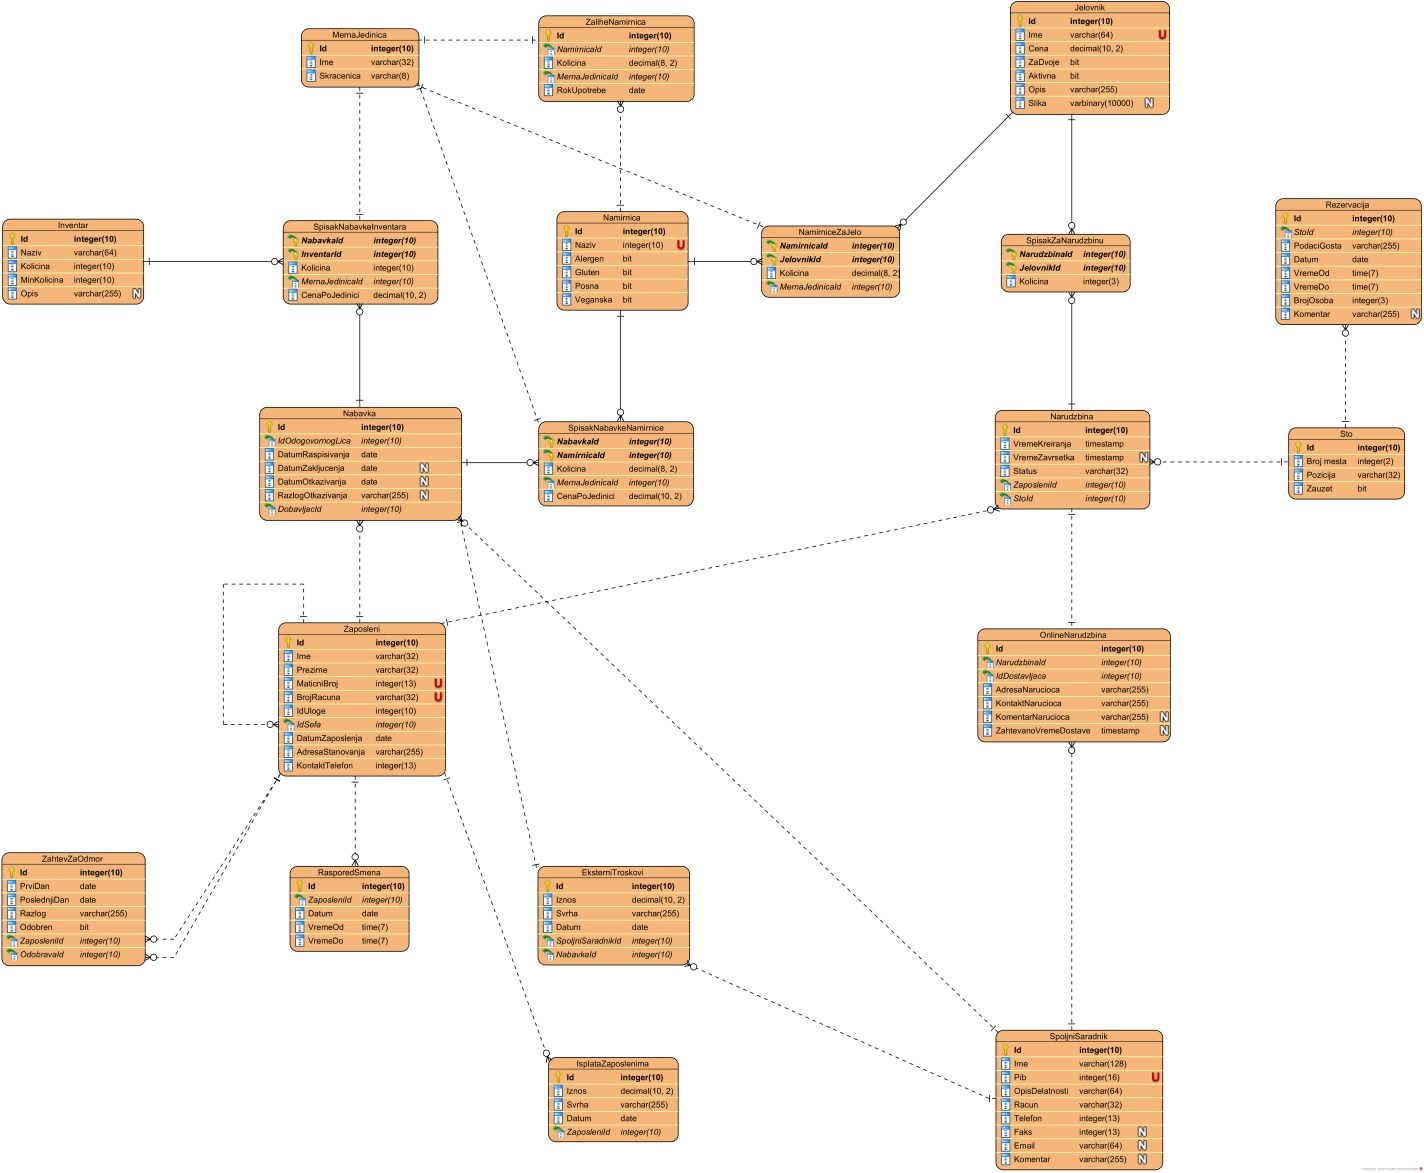 MernaJedinica
Id integer(10)
Ime varchar(32)
Skracenica varchar(8)
ZaliheNamirnica
Id integer(10)
NamirnicaId integer(10)
Kolicina decimal(8, 2)
MernaJedinicaId integer(10)
RokUpotrebe date
Jelovnik
Id integer(10)
Ime varchar(64) U
Cena decimal(10, 2)
ZaDvoje bit
Aktivna bit
Opis varchar(255)
Slika varbinary(10000) N
Inventar
Id integer(10)
Naziv varchar(64)
Kolicina integer(10)
MinKolicina integer(10)
Opis varchar(255) N
SpisakNabavkeInventara
NabavkaId integer(10)
InventarId integer(10)
Kolicina integer(10)
MernaJedinicaId integer(10)
CenaPoJedinici decimal(10, 2)
Namirnica
Id integer(10)
Naziv integer(10) U
Alergen bit
Gluten bit
Posna bit
Veganska bit
NamirniceZaJelo
NamirnicaId integer(10)
JelovnikId integer(10)
Kolicina decimal(8, 2)
MernaJedinicaId integer(10)
SpisakZaNarudzbinu
NarudzbinaId integer(10)
JelovnikId integer(10)
Kolicina integer(3)
Rezervacija
Id integer(10)
StoId integer(10)
PodaciGosta varchar(255)
Datum date
VremeOd time(7)
VremeDo time(7)
BrojOsoba integer(3)
Komentar varchar(255) N
Nabavka
Id integer(10)
IdOdogovornogLica integer(10)
DatumRaspisivanja date
DatumZakljucenja date N
DatumOtkazivanja date N
RazlogOtkazivanja varchar(255) N
DobavljacId integer(10)
SpisakNabavkeNamirnice
NabavkaId integer(10)
NamirnicaId integer(10)
Kolicina decimal(8, 2)
MernaJedinicaId integer(10)
CenaPoJedinici decimal(10, 2)
Narudzbina
Id integer(10)
VremeKreiranja timestamp
VremeZavrsetka timestamp N
Status varchar(32)
ZaposleniId integer(10)
StoId integer(10)
Sto
Id integer(10)
Broj mesta integer(2)
Pozicija varchar(32)
Zauzet bit
Zaposleni
Id integer(10)
Ime varchar(32)
Prezime varchar(32)
MaticniBroj integer(13) U
BrojRacuna varchar(32) U
IdUloge integer(10)
IdSefa integer(10)
DatumZaposlenja date
AdresaStanovanja varchar(255)
KontaktTelefon integer(13)
OnlineNarudzbina
Id integer(10)
NarudzbinaId integer(10)
IdDostavljaca integer(10)
AdresaNarucioca varchar(255)
KontaktNarucioca varchar(255)
KomentarNarucioca varchar(255) N
ZahtevanoVremeDostave timestamp N
ZahtevZaOdmor
Id integer(10)
PrviDan date
PoslednjiDan date
Razlog varchar(255)
Odobren bit
ZaposleniId integer(10)
OdobravaId integer(10)
RasporedSmena
Id integer(10)
ZaposleniId integer(10)
Datum date
VremeOd time(7)
VremeDo time(7)
EksterniTroskovi
Id integer(10)
Iznos decimal(10, 2)
Svrha varchar(255)
Datum date
SpoljniSaradnikId integer(10)
NabavkaId integer(10)
IsplataZaposlenima
Id integer(10)
Iznos decimal(10, 2)
Svrha varchar(255)
Datum date
ZaposleniId integer(10)
SpoljniSaradnik
Id integer(10)
Ime varchar(128)
Pib integer(16) U
OpisDelatnosti varchar(64)
Racun varchar(32)
Telefon integer(13)
Faks integer(13) N
Email varchar(64) N
Komentar varchar(255) N